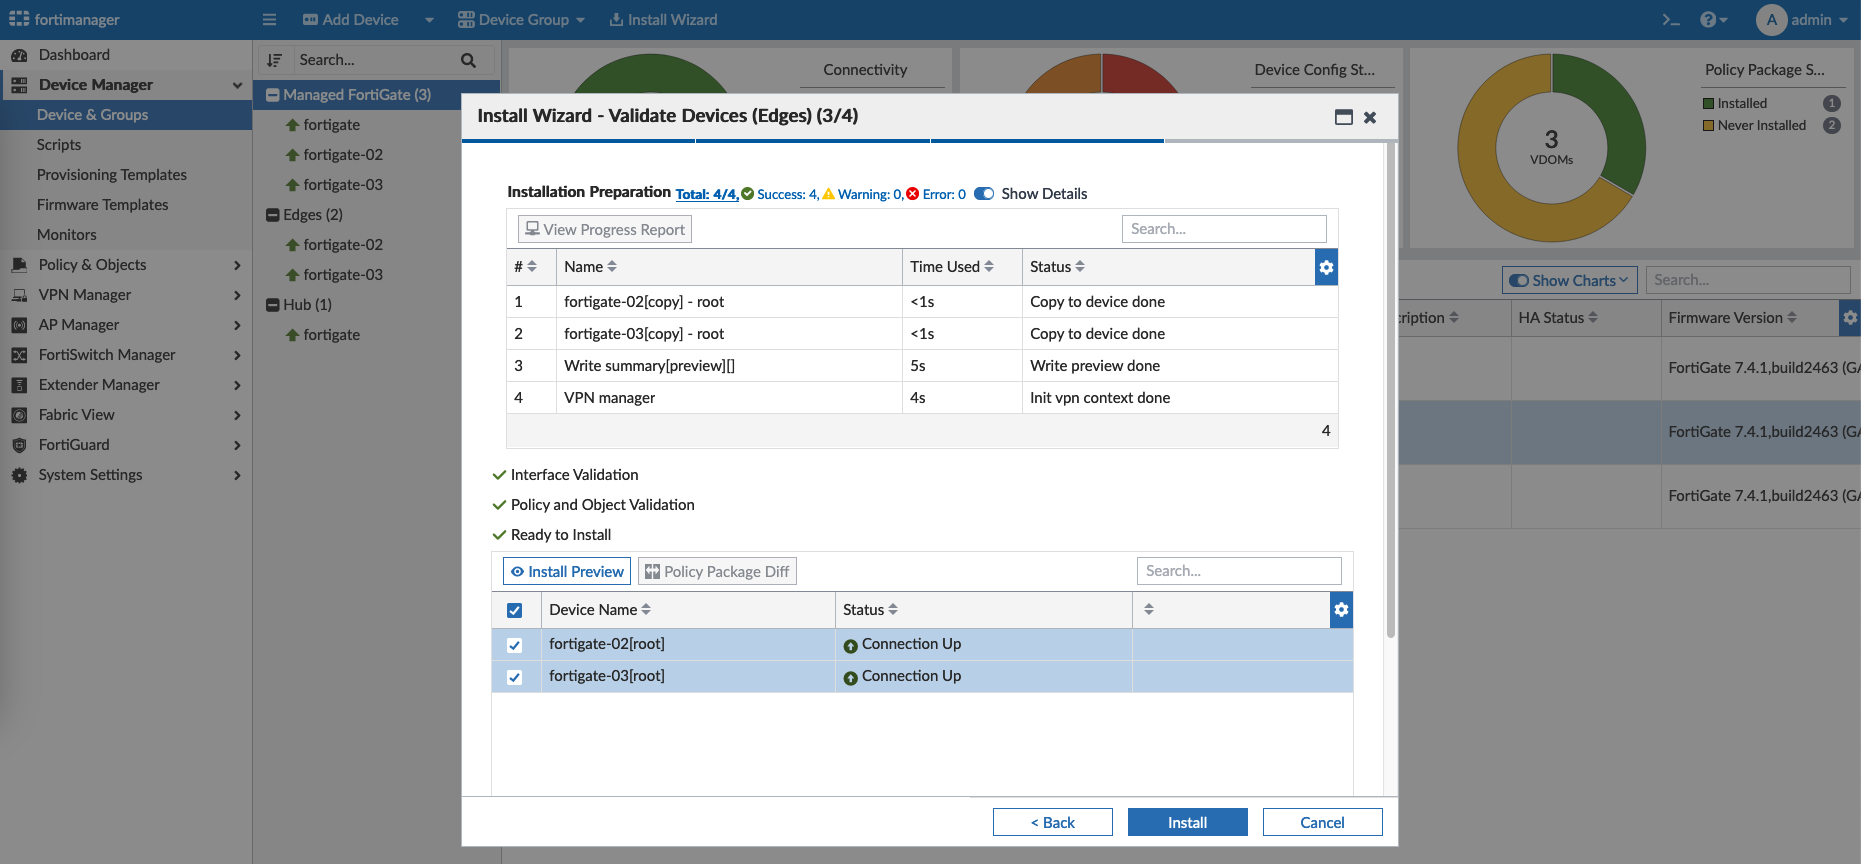 fortimanager
Add Device
Device Group
Install Wizard
A
admin
Dashboard
Device Manager
Device & Groups
Scripts
Provisioning Templates
Firmware Templates
Monitors
Policy & Objects
VPN Manager
AP Manager
FortiSwitch Manager
Extender Manager
Fabric View
FortiGuard
System Settings
Search...
Managed FortiGate (3)
fortigate
fortigate-02
fortigate-03
Edges (2)
fortigate-02
fortigate-03
Hub (1)
fortigate
Connectivity
Device Config St...
Policy Package S...
Installed 1
Never Installed 2
3
VDOMs
Show Charts
Search...
cription
HA Status
Firmware Version
FortiGate 7.4.1,build2463 (GA
FortiGate 7.4.1,build2463 (GA
FortiGate 7.4.1,build2463 (GA
Install Wizard - Validate Devices (Edges) (3/4)
Installation Preparation Total: 4/4, Success: 4, Warning: 0, Error: 0 Show Details
View Progress Report
Search...
# Name Time Used Status
1 fortigate-02[copy] - root <1s Copy to device done
2 fortigate-03[copy] - root <1s Copy to device done
3 Write summary[preview][] 5s Write preview done
4 VPN manager 4s Init vpn context done
4
Interface Validation
Policy and Object Validation
Ready to Install
Install Preview
Policy Package Diff
Search...
Device Name Status
fortigate-02[root] Connection Up
fortigate-03[root] Connection Up
< Back
Install
Cancel